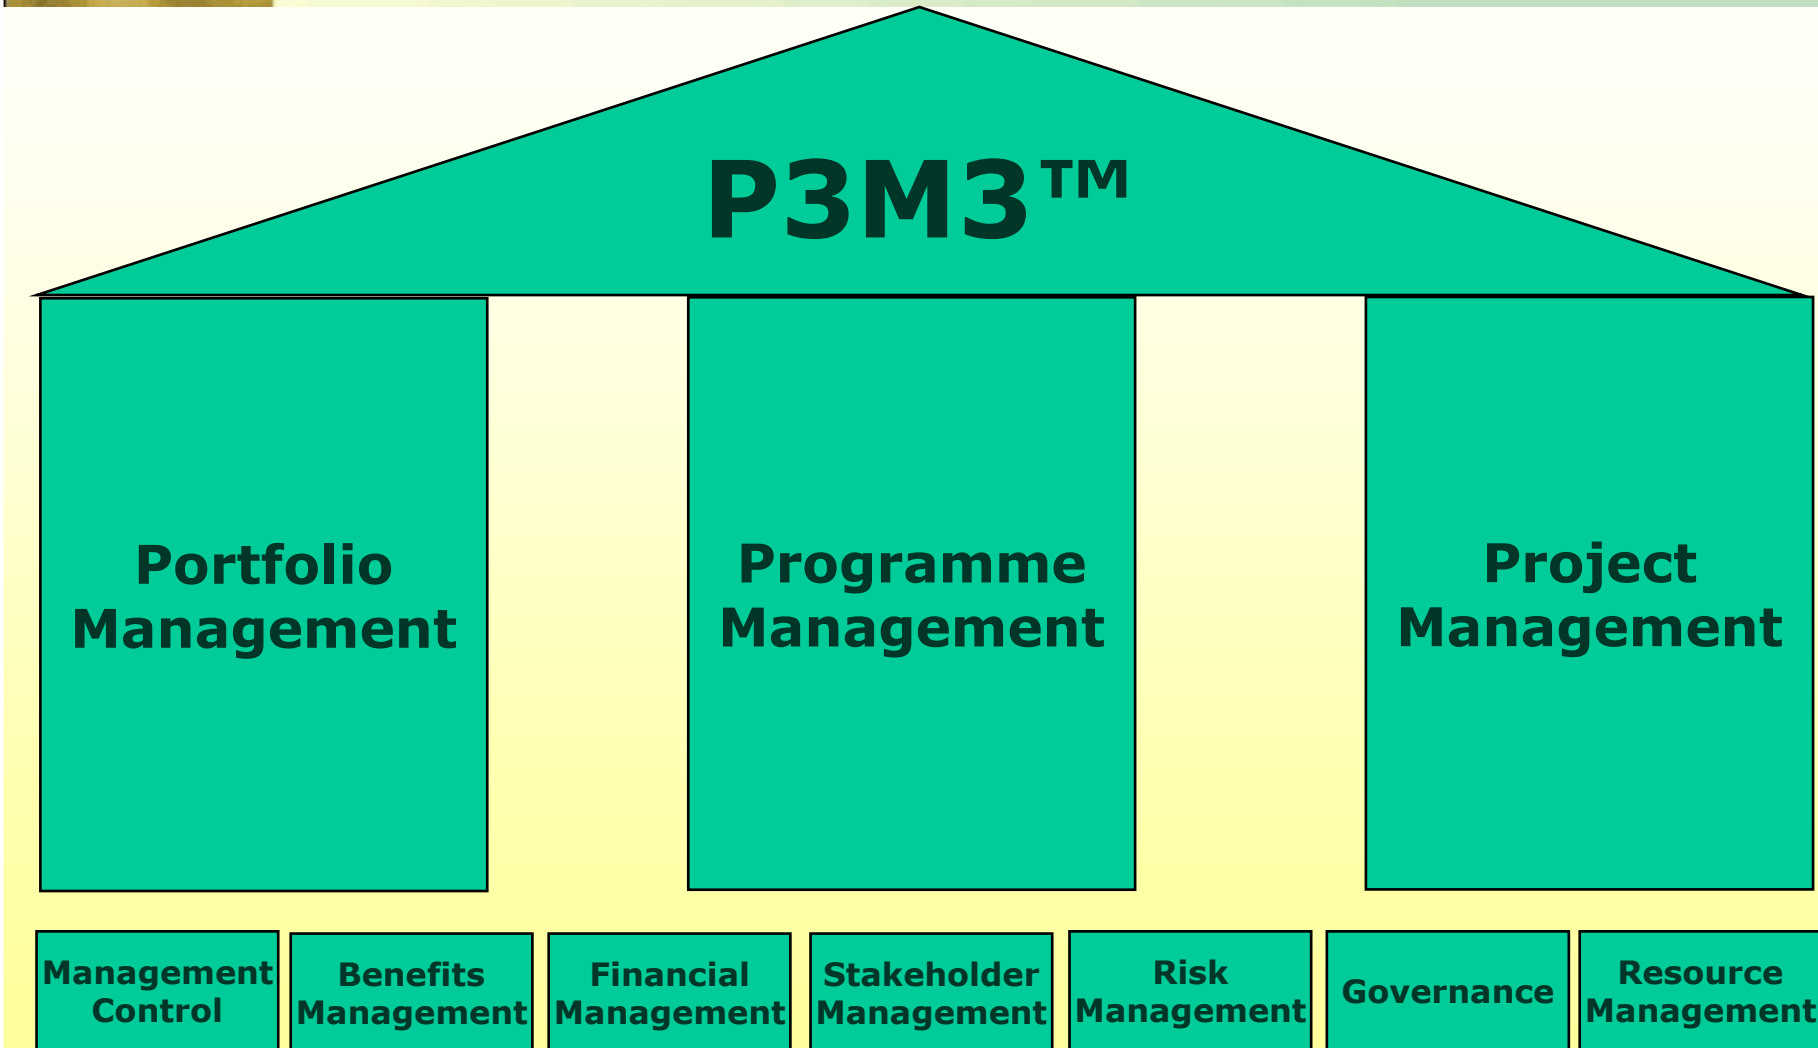 P3M3™
Portfolio
Management
Programme
Management
Project
Management
Management
Control
Benefits
Management
Financial
Management
Stakeholder
Management
Risk
Management
Governance
Resource
Management